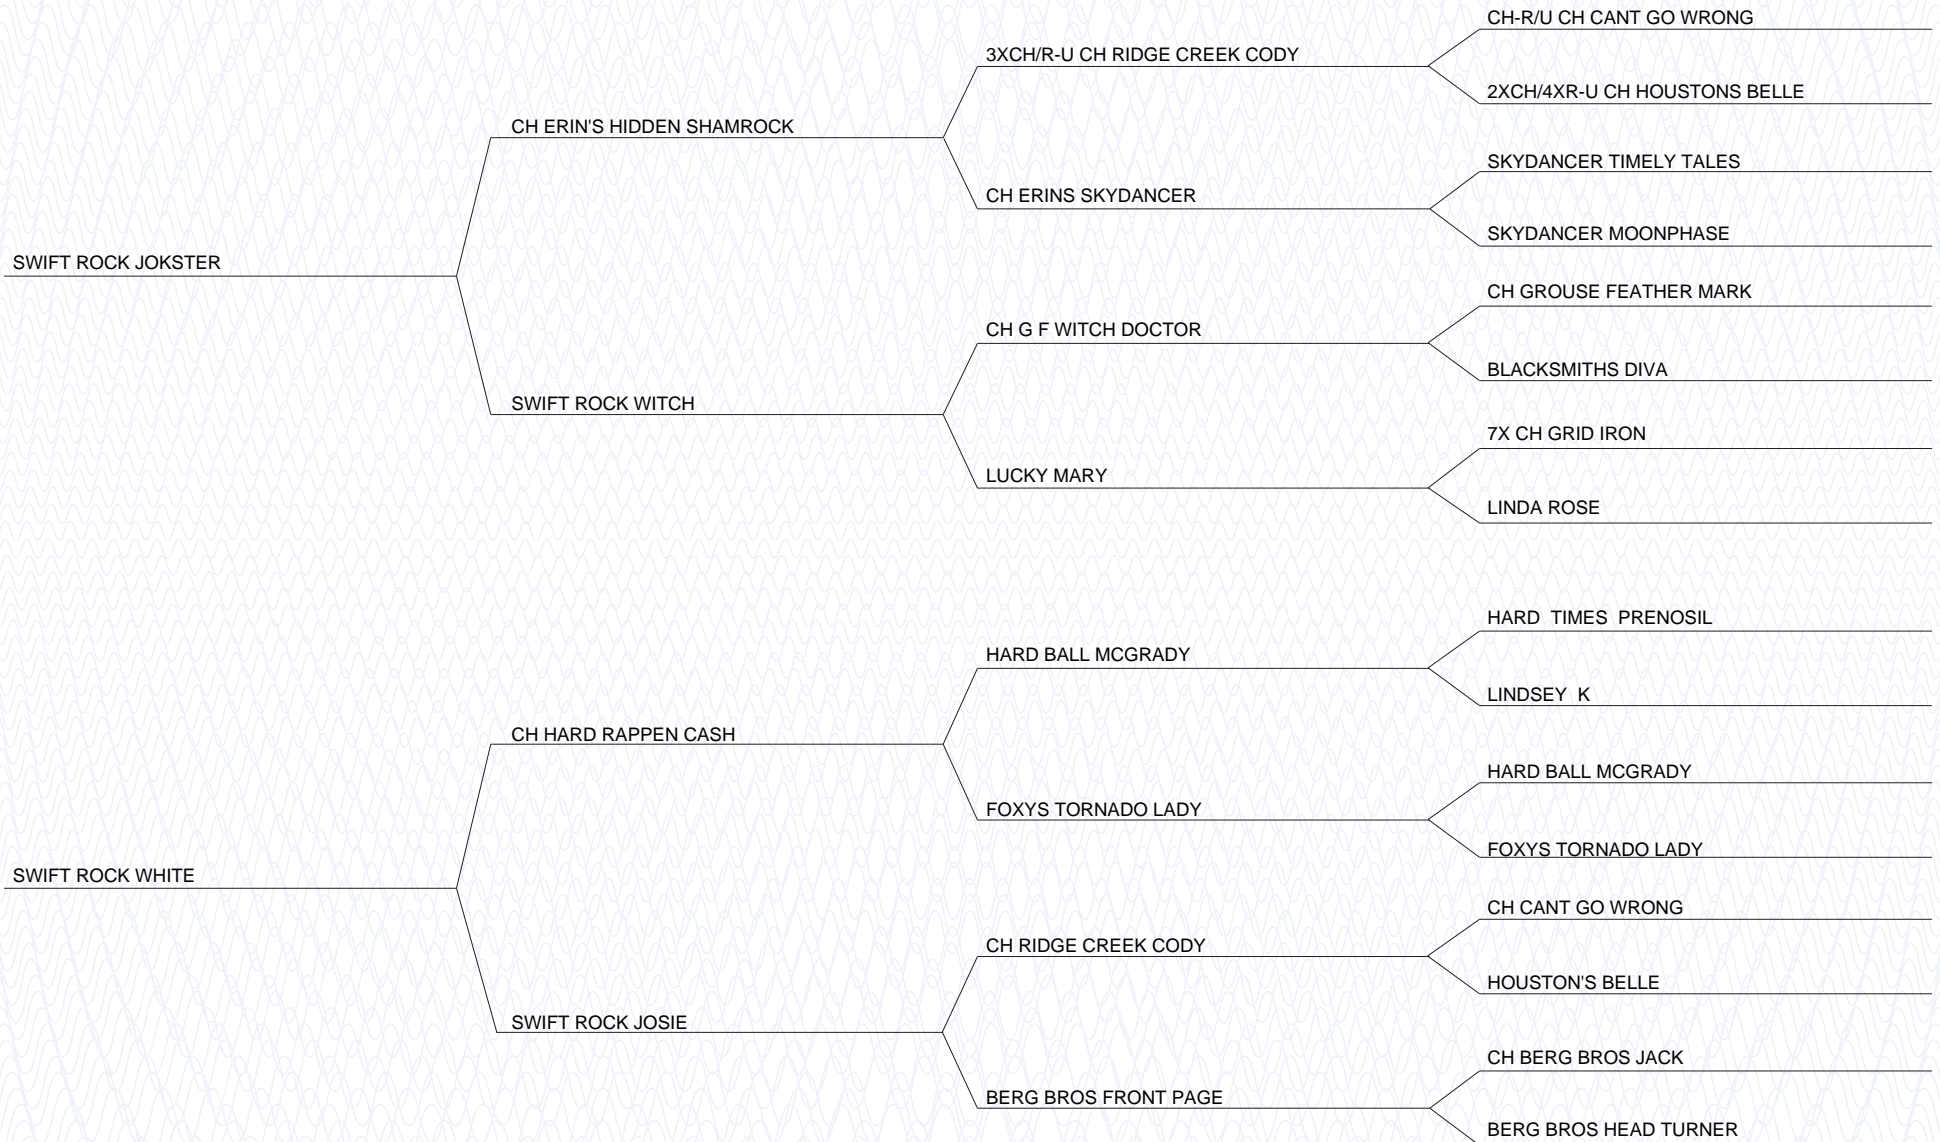 CH-R/U CH CANT GO WRONG
3XCH/R-U CH RIDGE CREEK CODY
2XCH/4XR-U CH HOUSTONS BELLE
CH ERIN'S HIDDEN SHAMROCK
SKYDANCER TIMELY TALES
CH ERINS SKYDANCER
SKYDANCER MOONPHASE
SWIFT ROCK JOKSTER
CH GROUSE FEATHER MARK
CH G F WITCH DOCTOR
BLACKSMITHS DIVA
SWIFT ROCK WITCH
7X CH GRID IRON
LUCKY MARY
LINDA ROSE
HARD TIMES PRENOSIL
HARD BALL MCGRADY
LINDSEY K
CH HARD RAPPEN CASH
HARD BALL MCGRADY
FOXYS TORNADO LADY
FOXYS TORNADO LADY
SWIFT ROCK WHITE
CH CANT GO WRONG
CH RIDGE CREEK CODY
HOUSTON'S BELLE
SWIFT ROCK JOSIE
CH BERG BROS JACK
BERG BROS FRONT PAGE
BERG BROS HEAD TURNER